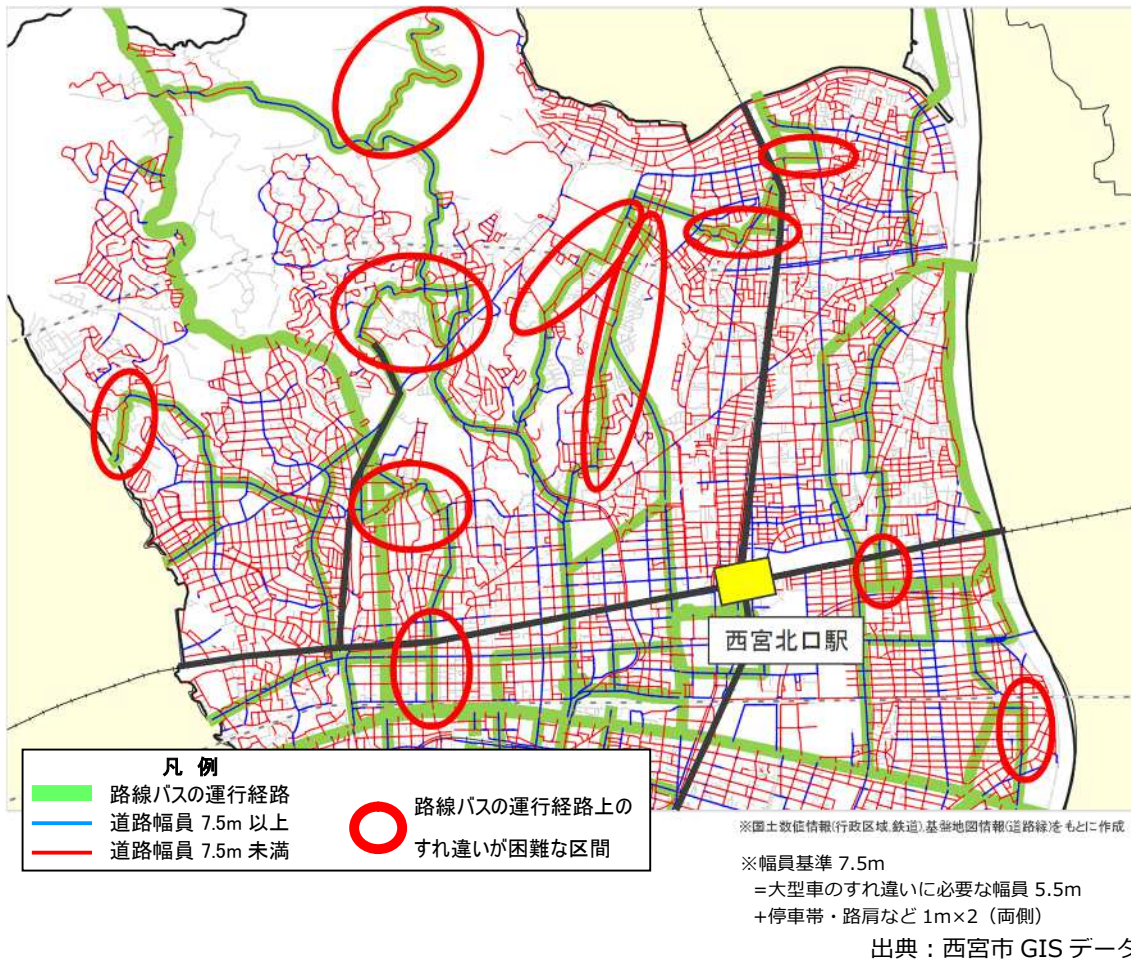 西宮北口駅
凡 例
路線バスの運行経路
道路幅員 7.5m 以上
道路幅員 7.5m 未満
路線バスの運行経路上の
すれ違いが困難な区間
※国土数値情報(行政区域,鉄道),基盤地図情報(道路縁)をもとに作成
※幅員基準 7.5m
=大型車のすれ違いに必要な幅員 5.5m
+停車帯・路肩など 1m×2（両側）
出典：西宮市 GIS データ